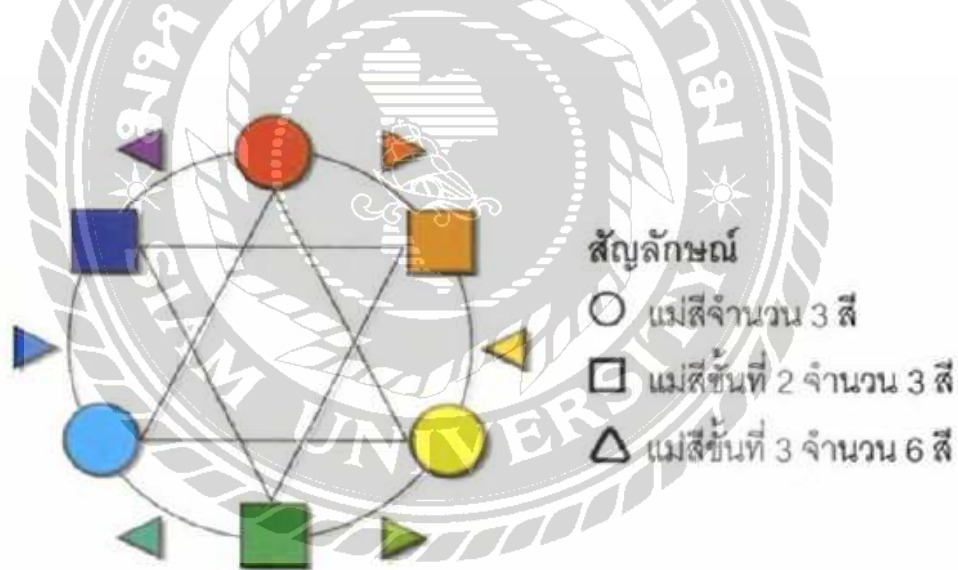 สัญลักษณ์
แม่สีจำนวน 3 สี
แม่สีขั้นที่ 2 จำนวน 3 สี
แม่สีขั้นที่ 3 จำนวน 6 สี
SIAM UNIVERSITY